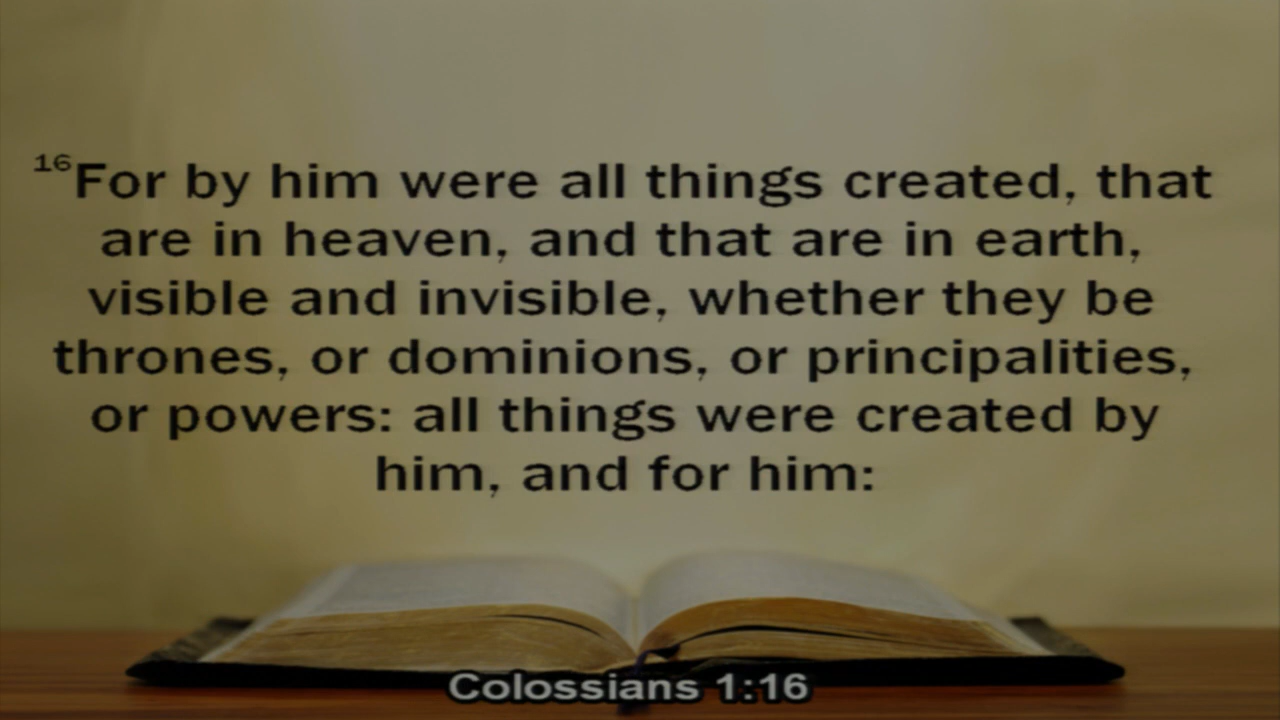 16For by him were all things created, that
are in heaven, and that are in earth,
visible and invisible, whether they be
thrones, or dominions, or principalities,
or powers: all things were created by
him, and for him:
Colossians 1:16